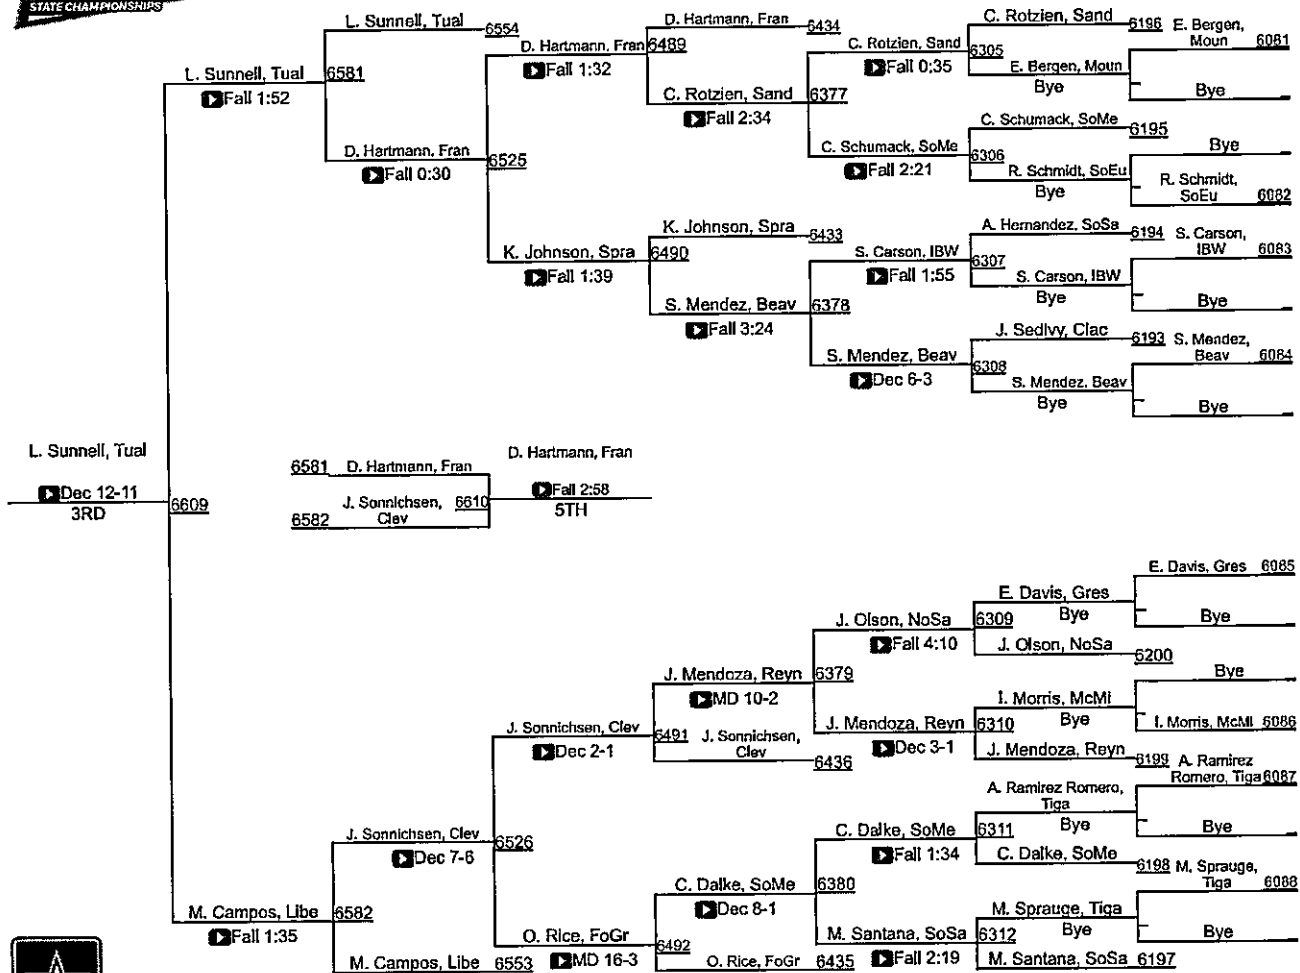 STATE CHAMPIONSHIPS
L. Sunnell, Tual 6554
D. Hartmann, Fran 6434
C. Rotzien, Sand 6196
E. Bergen, Moun 6081
D. Hartmann, Fran 6489
Fall 1:32
C. Rotzien, Sand 6305
Fall 0:35
E. Bergen, Moun
Bye
Bye
L. Sunnell, Tual 6581
Fall 1:52
C. Rotzien, Sand 6377
Fall 2:34
C. Schumack, SoMe 6195
Bye
D. Hartmann, Fran 6525
Fall 0:30
C. Schumack, SoMe 6306
Fall 2:21
R. Schmidt, SoEu
Bye
R. Schmidt, SoEu 6082
K. Johnson, Spra 6433
A. Hernandez, SoSa 6194
S. Carson, IBW 6083
K. Johnson, Spra 6490
Fall 1:39
S. Carson, IBW 6307
Fall 1:55
S. Carson, IBW
Bye
Bye
S. Mendez, Beav 6378
Fall 3:24
J. Sedlvy, Clac 6193
S. Mendez, Beav 6084
S. Mendez, Beav 6308
Dec 6-3
S. Mendez, Beav
Bye
Bye
L. Sunnell, Tual
Dec 12-11 6609
3RD
6581 D. Hartmann, Fran
D. Hartmann, Fran
J. Sonnichsen, Clev 6610
6582
Fall 2:58
5TH
E. Davis, Gres 6085
E. Davis, Gres
Bye
Bye
J. Olson, NoSa 6309
Fall 4:10
J. Olson, NoSa 6200
J. Mendoza, Reyn 6379
MD 10-2
Bye
I. Morris, McMi
Bye
I. Morris, McMi 6086
J. Sonnichsen, Clev 6491
Dec 2-1
J. Sonnichsen, Clev 6436
J. Mendoza, Reyn 6310
Dec 3-1
J. Mendoza, Reyn 6199
A. Ramirez Romero, Tiga 6087
A. Ramirez Romero, Tiga
Bye
Bye
J. Sonnichsen, Clev 6526
Dec 7-6
C. Dalke, SoMe 6311
Fall 1:34
C. Dalke, SoMe 6198
M. Sprauge, Tiga 6088
C. Dalke, SoMe 6380
Dec 8-1
M. Campos, Libe 6582
Fall 1:35
M. Sprauge, Tiga
Bye
Bye
O. Rice, FoGr 6492
MD 16-3
M. Santana, SoSa 6312
Fall 2:19
M. Campos, Libe 6553
O. Rice, FoGr 6435
M. Santana, SoSa 6197